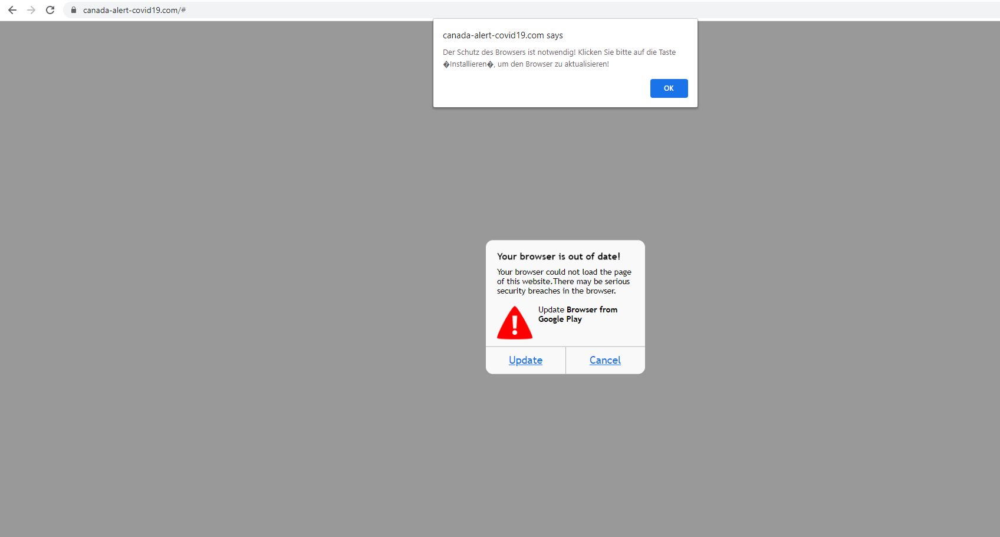 canada-alert-covid19.com/#
canada-alert-covid19.com says
Der Schutz des Browsers ist notwendig! Klicken Sie bitte auf die Taste
�Installieren�, um den Browser zu aktualisieren!
OK
Your browser is out of date!
Your browser could not load the page
of this website.There may be serious
security breaches in the browser.
Update Browser from
Google Play
Update
Cancel